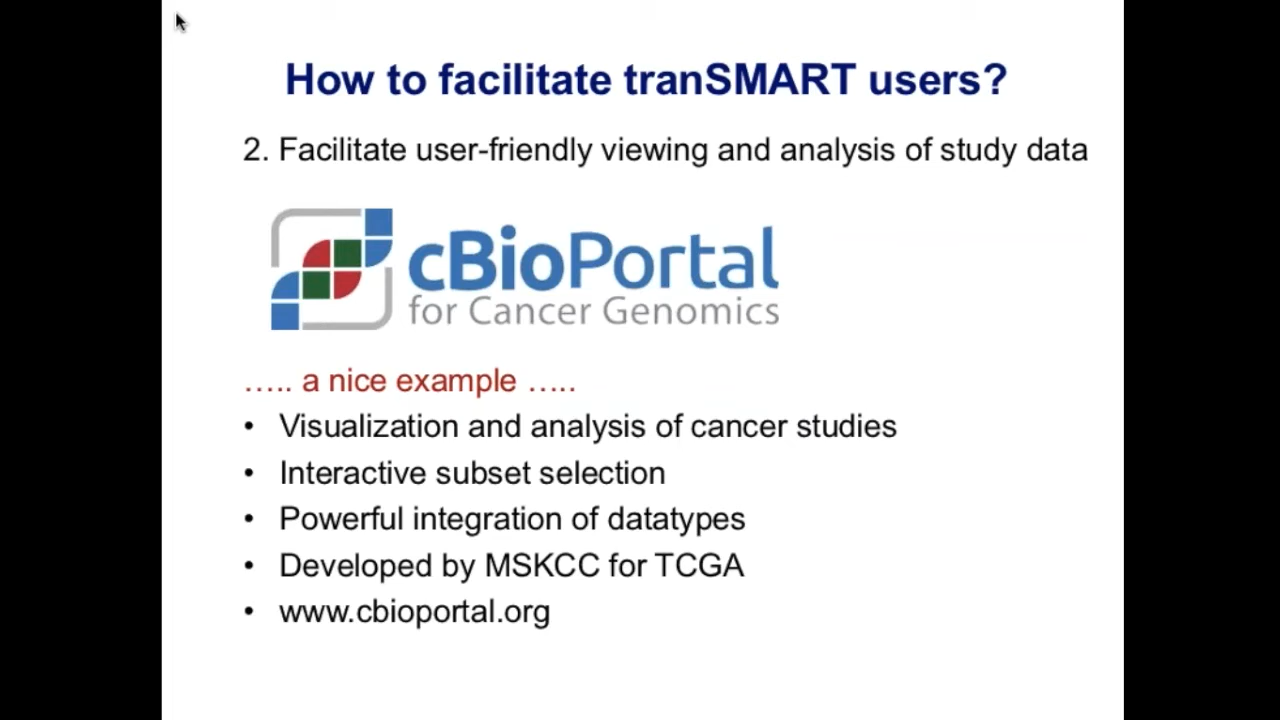 How to facilitate tranSMART users?
2. Facilitate user-friendly viewing and analysis of study data
cBioPortal
for Cancer Genomics
..... a nice example .....
• Visualization and analysis of cancer studies
• Interactive subset selection
• Powerful integration of datatypes
• Developed by MSKCC for TCGA
• www.cbioportal.org